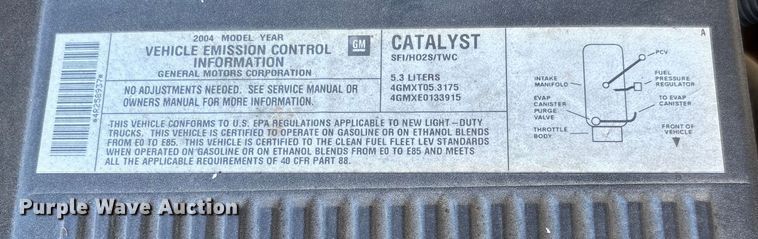 2004 MODEL YEAR
VEHICLE EMISSION CONTROL
INFORMATION
GENERAL MOTORS CORPORATION
GM
NO ADJUSTMENTS NEEDED. SEE SERVICE MANUAL OR
OWNERS MANUAL FOR MORE INFORMATION.
CATALYST
SFI/HO2S/TWC
5.3 LITERS
4GMXT05.3175
4GMXE0133915
THIS VEHICLE CONFORMS TO U.S. EPA REGULATIONS APPLICABLE TO NEW LIGHT-DUTY
TRUCKS. THIS VEHICLE IS CERTIFIED TO OPERATE ON GASOLINE OR ON ETHANOL BLENDS
FROM E0 TO E85. THIS VEHICLE IS CERTIFIED TO THE CLEAN FUEL FLEET LEV STANDARDS
WHEN OPERATED ON GASOLINE OR ON ETHANOL BLENDS FROM E0 TO E85 AND MEETS
ALL THE APPLICABLE REQUIREMENTS OF 40 CFR PART 88.
A
PCV
INTAKE
MANIFOLD
FUEL
PRESSURE
REGULATOR
EVAP
CANISTER
PURGE
VALVE
TO EVAP
CANISTER
THROTTLE
BODY
FRONT OF
VEHICLE
Purple Wave Auction